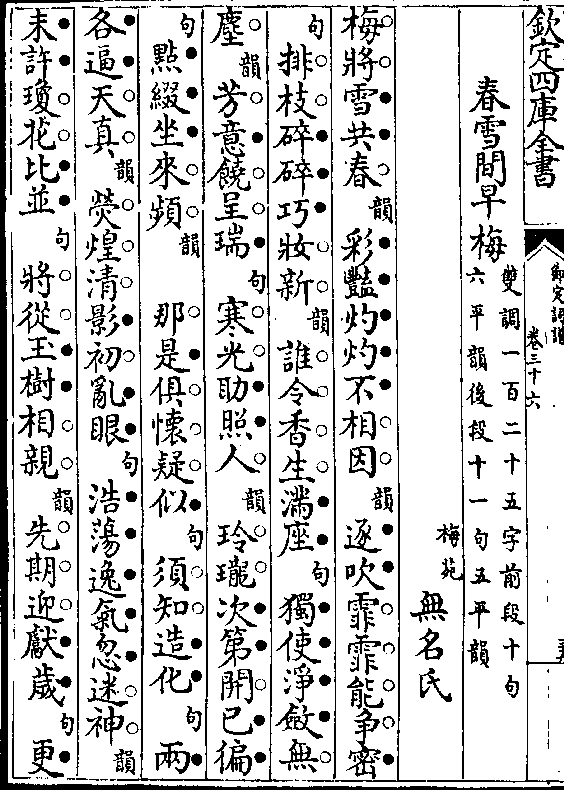 欽定四庫全書
御定詞譜
卷三十六
春雪間早梅
雙調一百二十五字前段十句
六平韻後段十一句五平韻
梅苑 無名氏
梅將雪共春韻彩豔灼灼不相因韻逐吹霏霏能爭密
句排枝碎碎巧妝新韻誰令香生滿座句獨使淨斂無
塵韻芳意饒呈瑞句寒光助照人韻玲瓏次第開已徧
句點綴坐來頻韻那是俱懷疑似句須知造化句兩
各逼天真韻熒煌清影初亂眼句浩蕩逸氣忽迷神韻
未許瓊花比並句將從玉樹相親韻先期迎獻歲句更